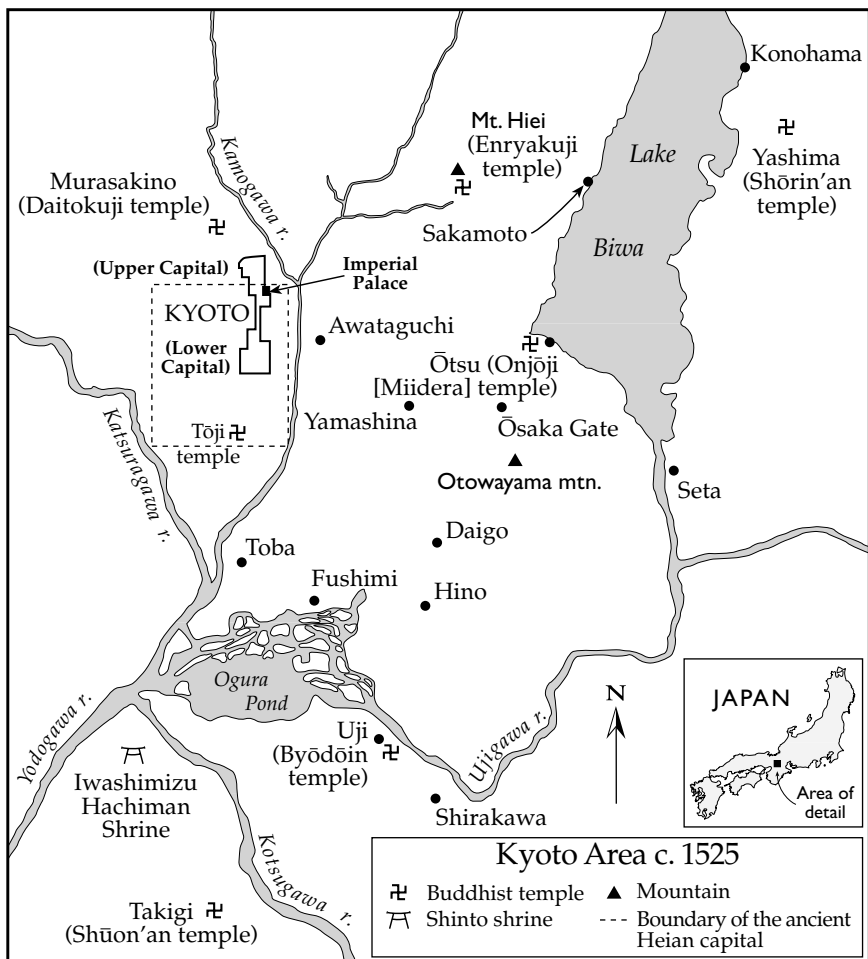 Konohama
Mt. Hiei
(Enryakuji
temple)
Lake
Yashima
(Shōrin'an
temple)
Kamogawa r.
Murasakino
(Daitokuji temple)
Sakamoto
Biwa
(Upper Capital)
Imperial
Palace
KYOTO
Awataguchi
(Lower
Capital)
Ōtsu (Onjōji
[Miidera] temple)
Yamashina
Ōsaka Gate
Tōji
temple
Katsuragawa r.
Otowayama mtn.
Seta
Daigo
Toba
Fushimi
Hino
Ogura
Pond
Yodogawa r.
Uji
(Byōdōin
temple)
Ujigawa r.
N
JAPAN
Area of
detail
Iwashimizu
Hachiman
Shrine
Shirakawa
Kotsugawa r.
Takigi
(Shūon'an temple)
Kyoto Area c. 1525
卐 Buddhist temple
Mountain
Shinto shrine
Boundary of the ancient
Heian capital